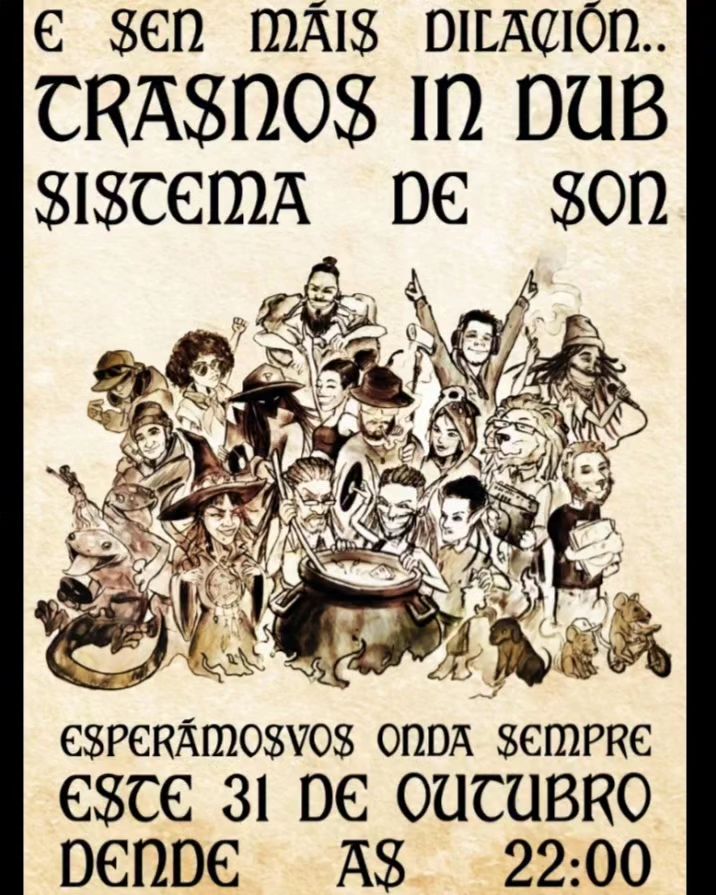 E SEN MÁIS DILACIÓN..
TRASNOS IN DUB
SISTEMA DE SON
ESPERÁMOSVOS ONDA SEMPRE
ESTE 31 DE OUTUBRO
DENDE AS 22:00